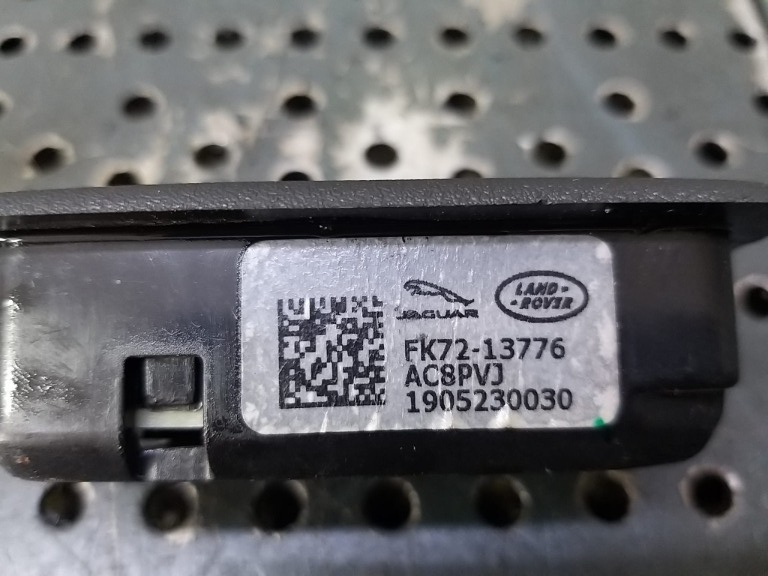 JAGUAR
LAND-
-ROVER
FK72-13776
AC8PVJ
1905230030